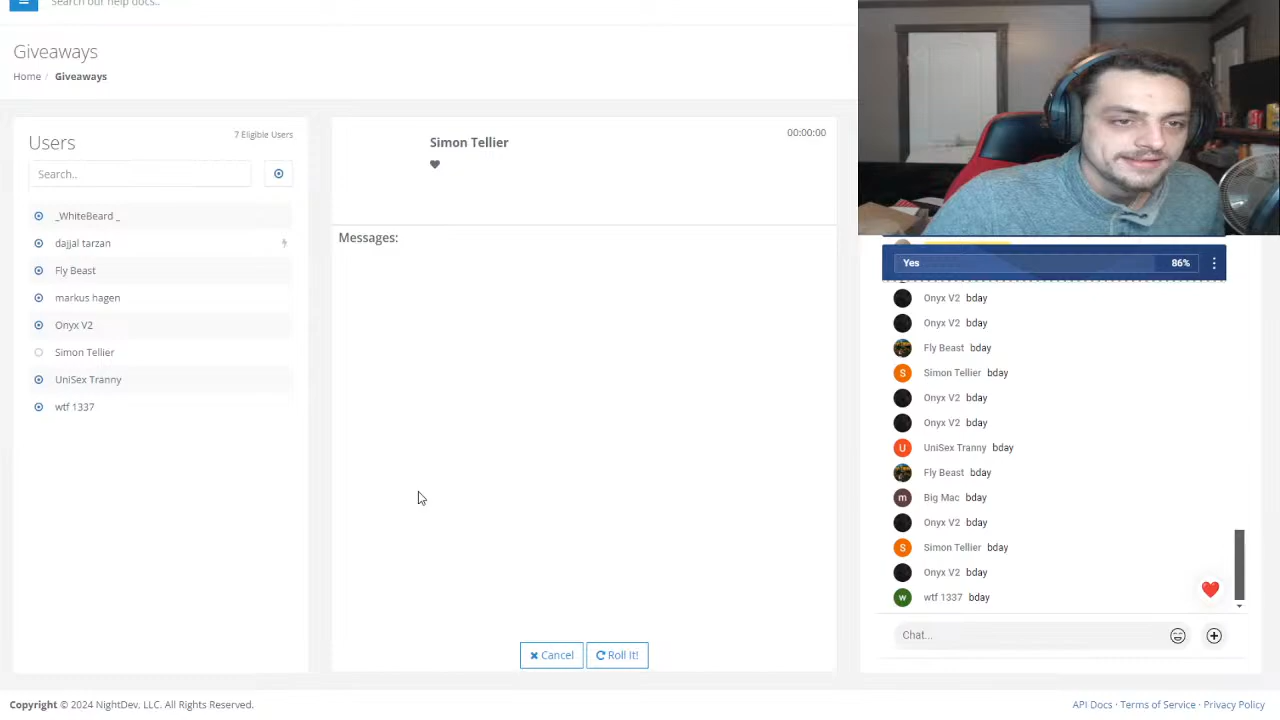 Search our help docs..
Giveaways
Home / Giveaways
Users
7 Eligible Users
Search..
_WhiteBeard _
dajjal tarzan
Fly Beast
markus hagen
Onyx V2
Simon Tellier
UniSex Tranny
wtf 1337
Simon Tellier
00:00:00
Messages:
Cancel
Roll It!
Yes 86%
Onyx V2 bday
Onyx V2 bday
Fly Beast bday
S Simon Tellier bday
Onyx V2 bday
Onyx V2 bday
U UniSex Tranny bday
Fly Beast bday
m Big Mac bday
Onyx V2 bday
S Simon Tellier bday
Onyx V2 bday
w wtf 1337 bday
Chat...
Copyright © 2024 NightDev, LLC. All Rights Reserved.
API Docs · Terms of Service · Privacy Policy